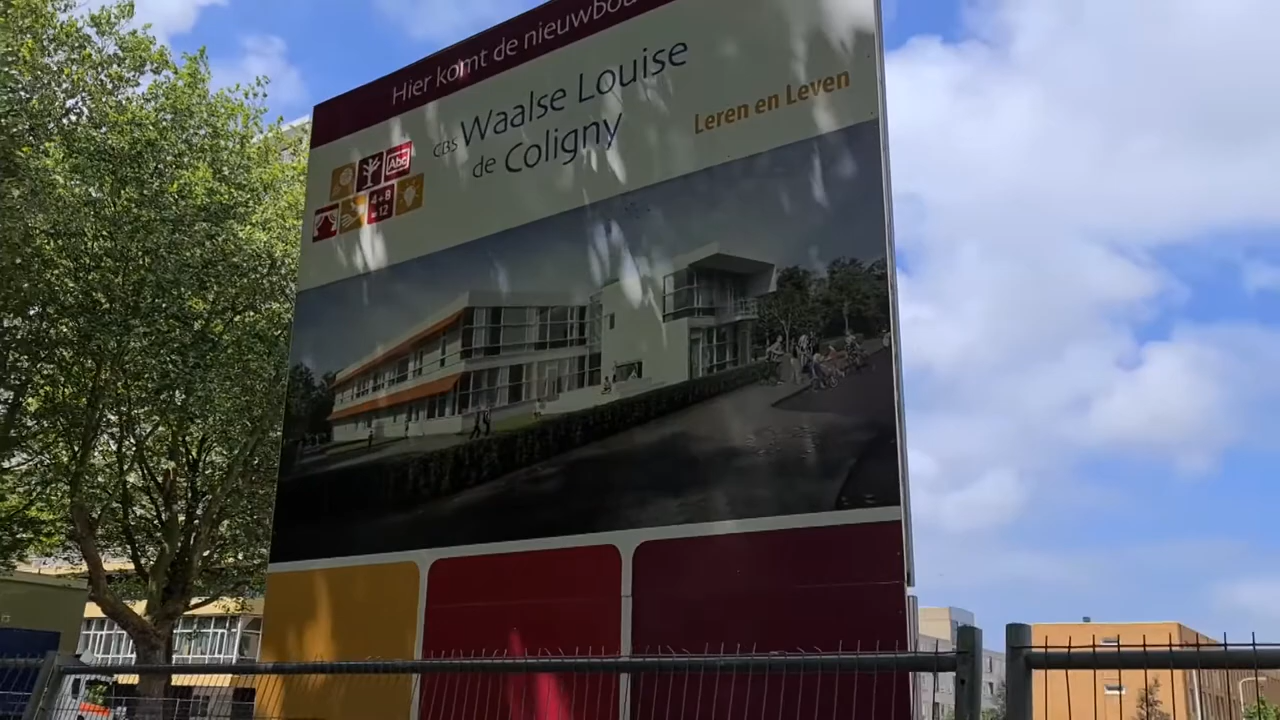 Hier komt de nieuwbou
CBS Waalse Louise
de Coligny
Leren en Leven
Abc
4+8
=12